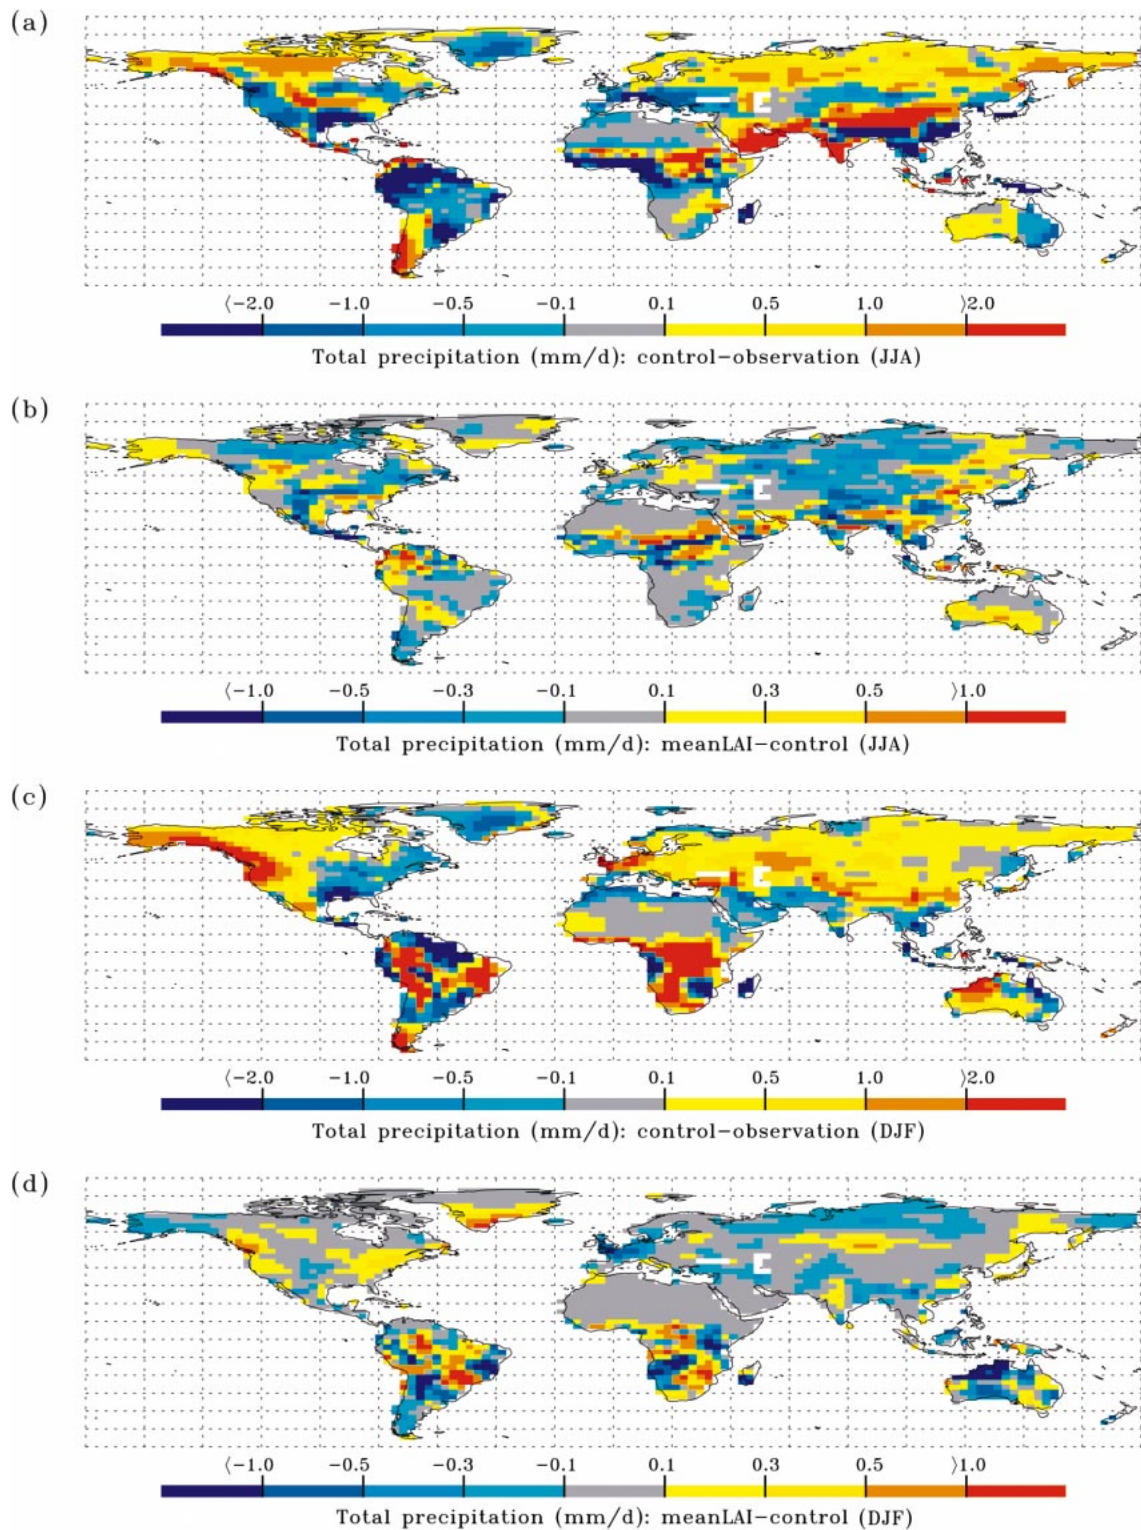 (a)
⟨−2.0 −1.0 −0.5 −0.1 0.1 0.5 1.0 ⟩2.0
Total precipitation (mm/d): control-observation (JJA)
(b)
⟨−1.0 −0.5 −0.3 −0.1 0.1 0.3 0.5 ⟩1.0
Total precipitation (mm/d): meanLAI-control (JJA)
(c)
⟨−2.0 −1.0 −0.5 −0.1 0.1 0.5 1.0 ⟩2.0
Total precipitation (mm/d): control-observation (DJF)
(d)
⟨−1.0 −0.5 −0.3 −0.1 0.1 0.3 0.5 ⟩1.0
Total precipitation (mm/d): meanLAI-control (DJF)